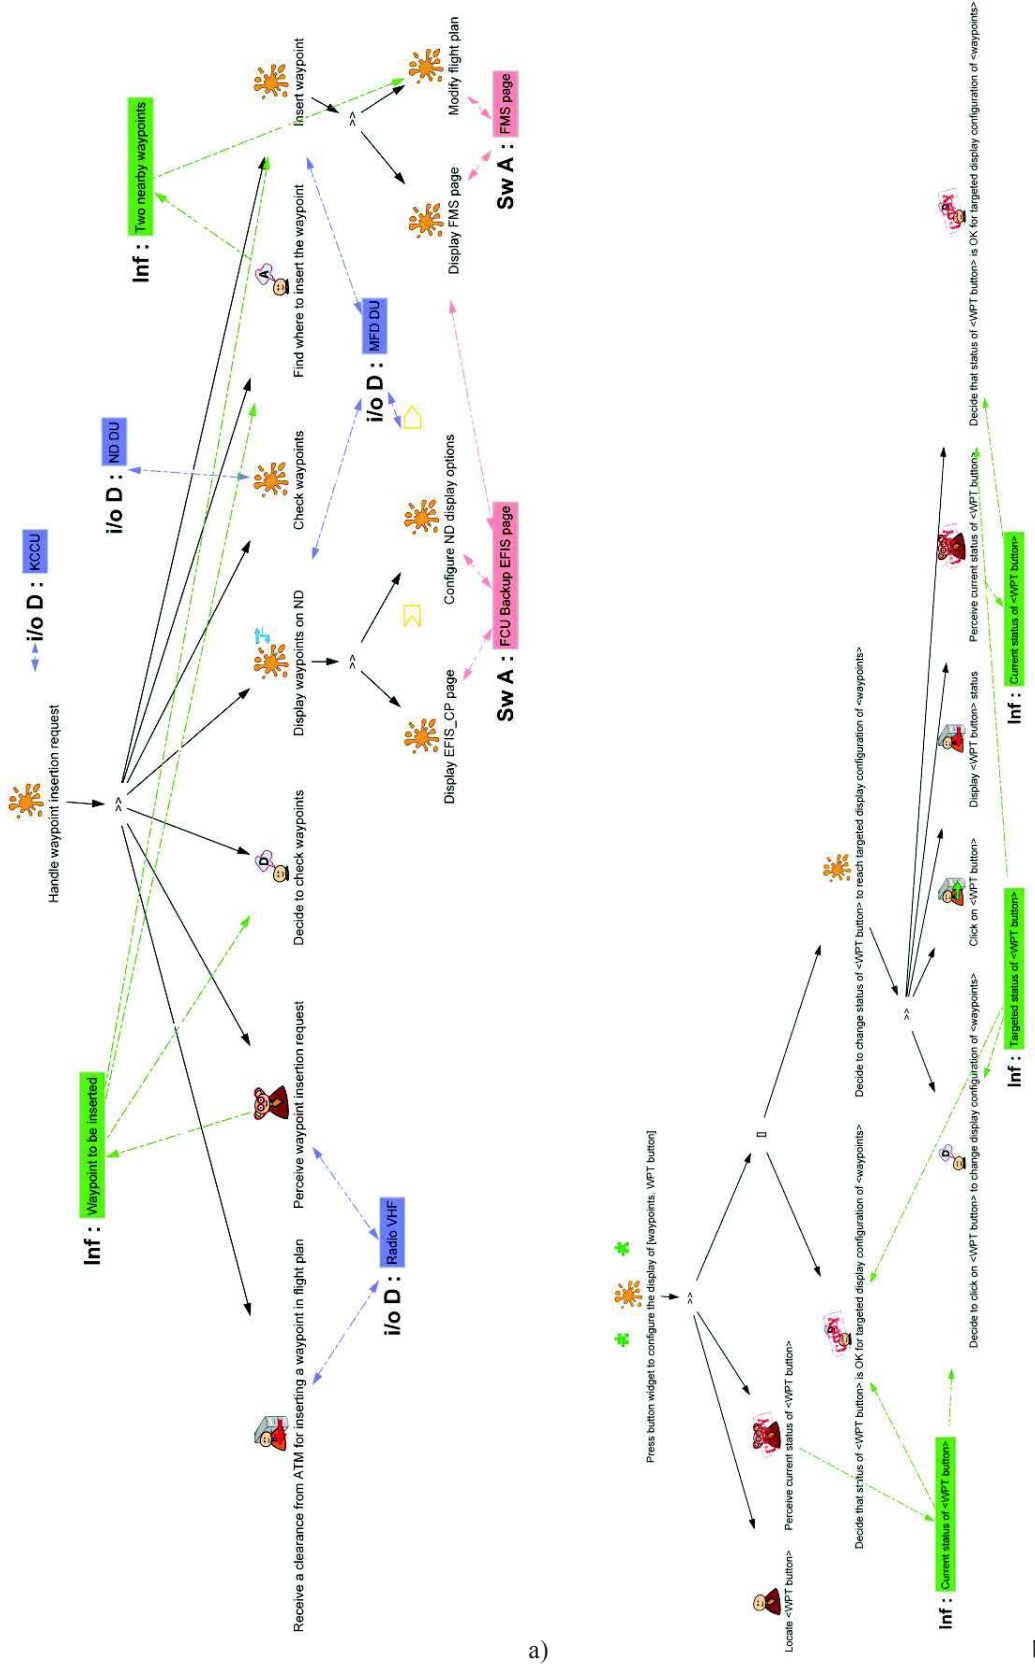 Handle waypoint insertion request
>>
i/o D : KCCU
Inf : Waypoint to be inserted
i/o D : ND DU
Inf : Two nearby waypoints
Receive a clearance from ATM for inserting a waypoint in flight plan
Perceive waypoint insertion request
D
Decide to check waypoints
Display waypoints on ND
Check waypoints
A
Find where to insert the waypoint
Insert waypoint
>>
>>
i/o D : Radio VHF
i/o D : MFD DU
Display EFIS_CP page
Configure ND display options
Display FMS page
Modify flight plan
Sw A : FCU Backup EFIS page
Sw A : FMS page
a)
Press button widget to configure the display of [waypoints, WPT button]
>>
[]
Locate <WPT button>
Perceive current status of <WPT button>
Decide that status of <WPT button> is OK for targeted display configuration of <waypoints>
Decide to change status of <WPT button> to reach targeted display configuration of <waypoints>
>>
Inf : Current status of <WPT button>
D
Decide to click on <WPT button> to change display configuration of <waypoints>
Click on <WPT button>
Display <WPT button> status
Perceive current status of <WPT button>
Decide that status of <WPT button> is OK for targeted display configuration of <waypoints>
Inf : Targeted status of <WPT button>
Inf : Current status of <WPT button>